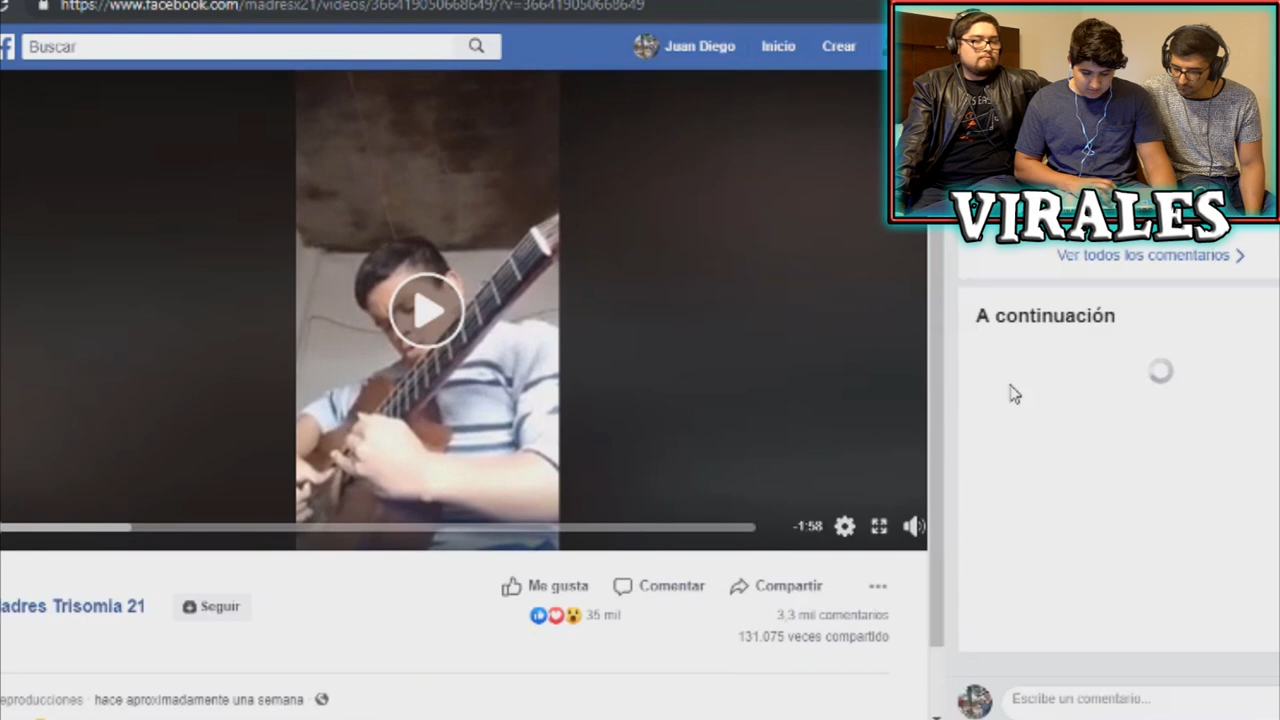 https://www.facebook.com/madresx21/videos/366419050668649/?v=366419050668649
Buscar
Juan Diego
Inicio
Crear
VIRALES
Ver todos los comentarios
A continuación
-1:58
adres Trisomia 21
Seguir
Me gusta
Comentar
Compartir
35 mil
3,3 mil comentarios
131.075 veces compartido
eproducciones · hace aproximadamente una semana
Escribe un comentario...